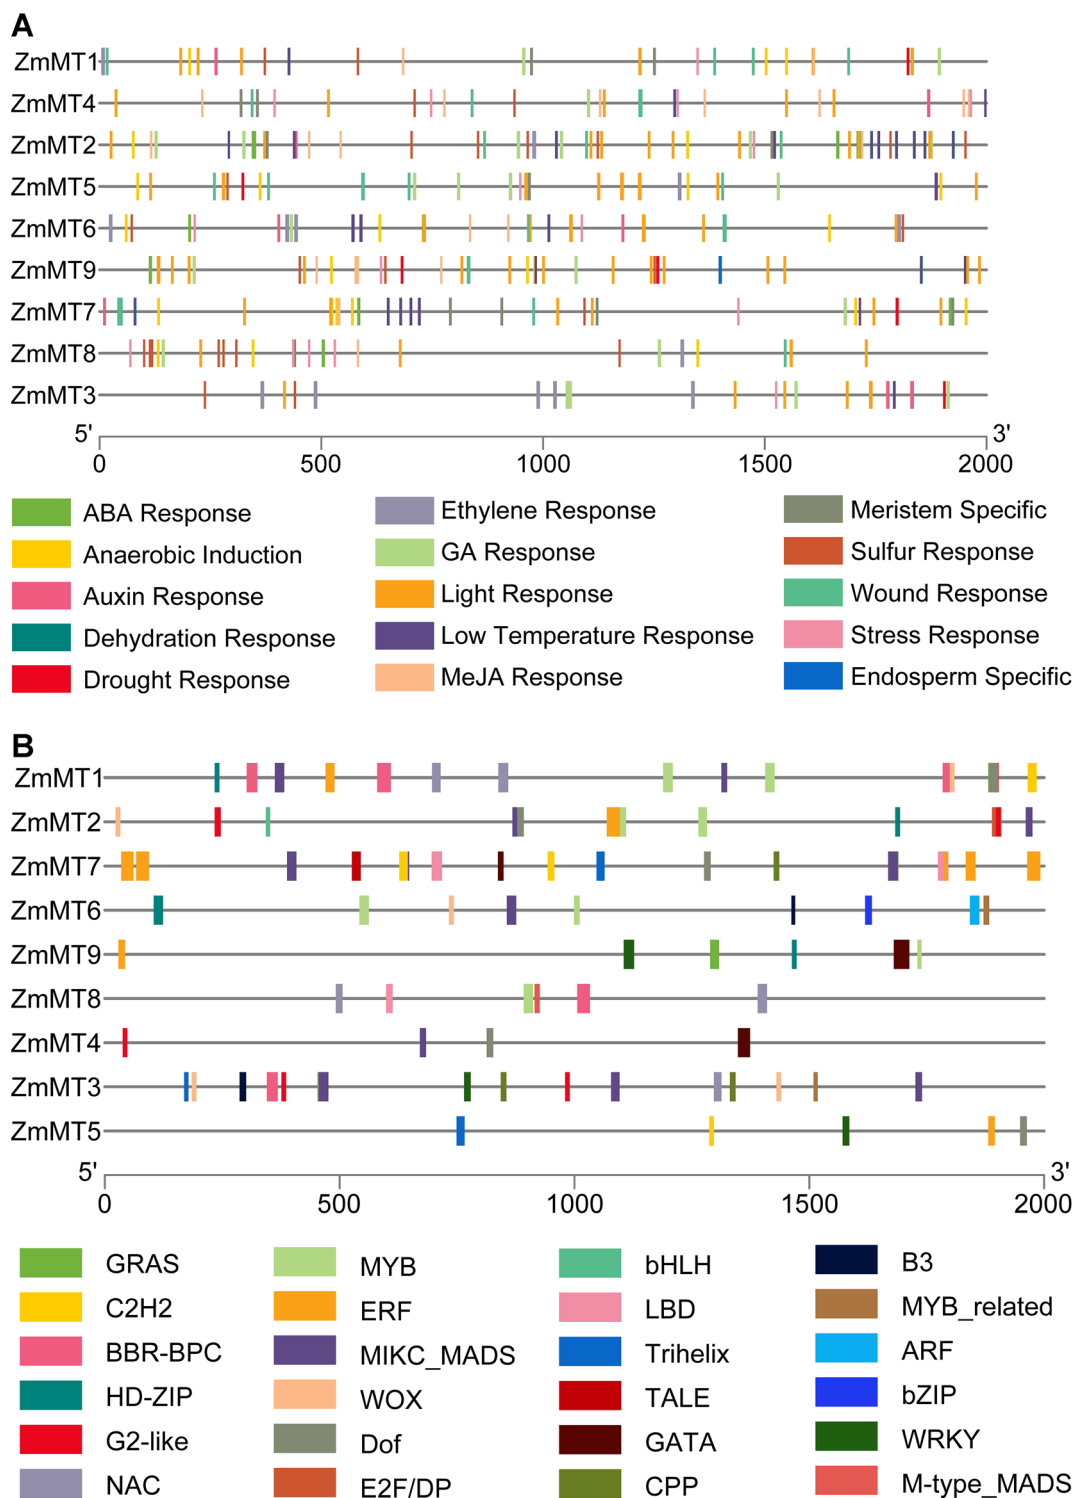 A
ZmMT1
ZmMT4
ZmMT2
ZmMT5
ZmMT6
ZmMT9
ZmMT7
ZmMT8
ZmMT3
5' 3'
0 500 1000 1500 2000
ABA Response Ethylene Response Meristem Specific
Anaerobic Induction GA Response Sulfur Response
Auxin Response Light Response Wound Response
Dehydration Response Low Temperature Response Stress Response
Drought Response MeJA Response Endosperm Specific
B
ZmMT1
ZmMT2
ZmMT7
ZmMT6
ZmMT9
ZmMT8
ZmMT4
ZmMT3
ZmMT5
5' 3'
0 500 1000 1500 2000
GRAS MYB bHLH B3
C2H2 ERF LBD MYB_related
BBR-BPC MIKC_MADS Trihelix ARF
HD-ZIP WOX TALE bZIP
G2-like Dof GATA WRKY
NAC E2F/DP CPP M-type_MADS